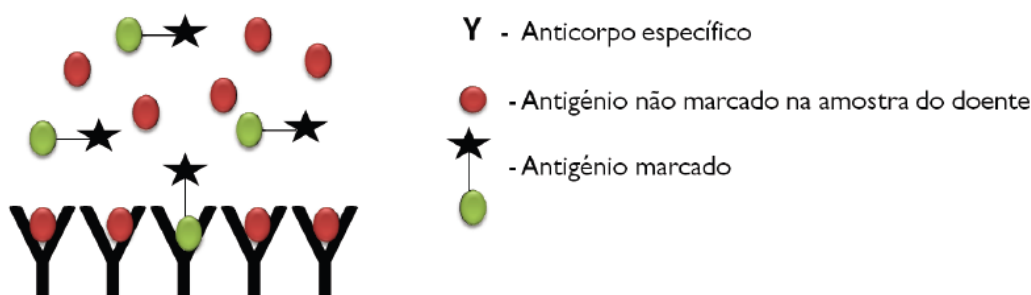 Y - Anticorpo específico
- Antigénio não marcado na amostra do doente
- Antigénio marcado